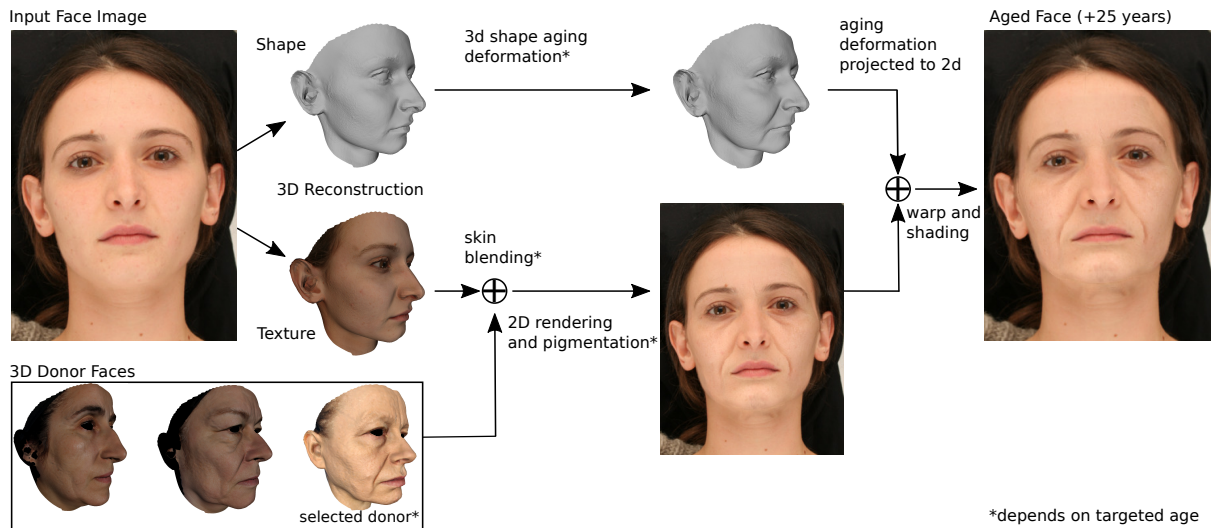 Input Face Image
Shape
3d shape aging
deformation*
aging
deformation
projected to 2d
Aged Face (+25 years)
3D Reconstruction
warp and
shading
skin
blending*
Texture
2D rendering
and pigmentation*
3D Donor Faces
selected donor*
*depends on targeted age